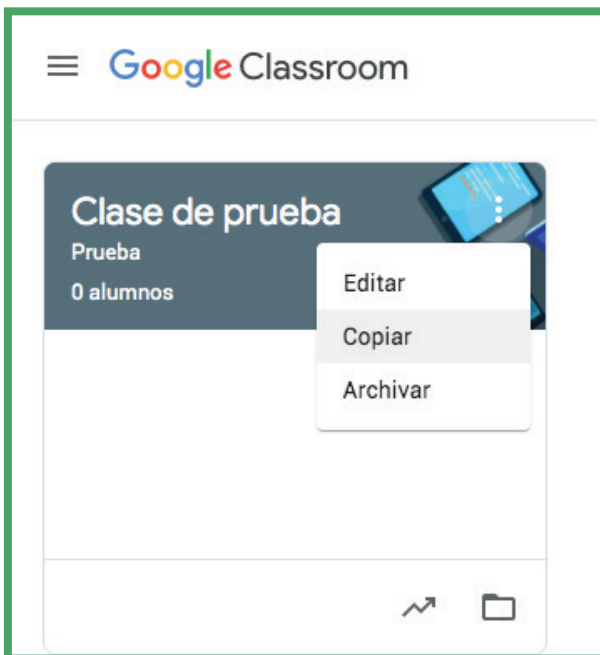 Google Classroom
Clase de prueba
Prueba
0 alumnos
Editar
Copiar
Archivar